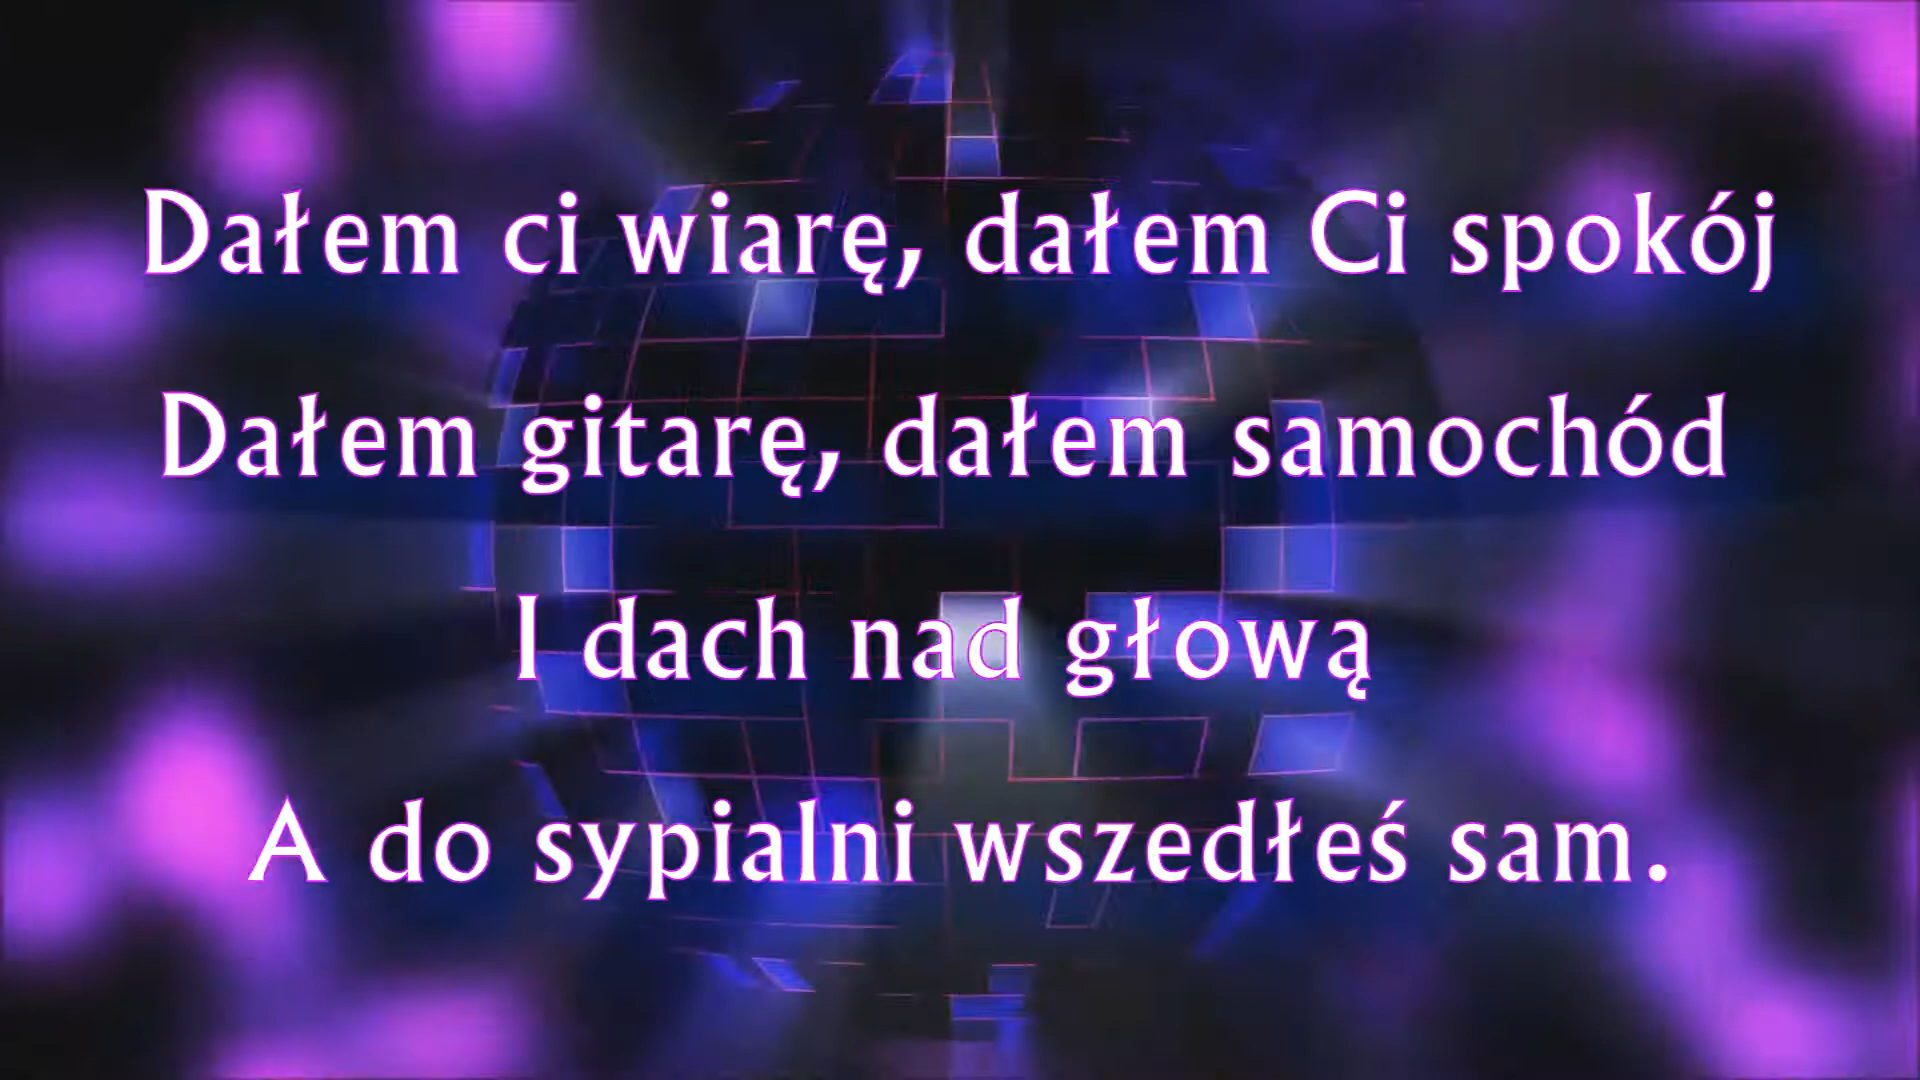 Dałem ci wiarę, dałem Ci spokój
Dałem gitarę, dałem samochód
I dach nad głową
A do sypialni wszedłeś sam.